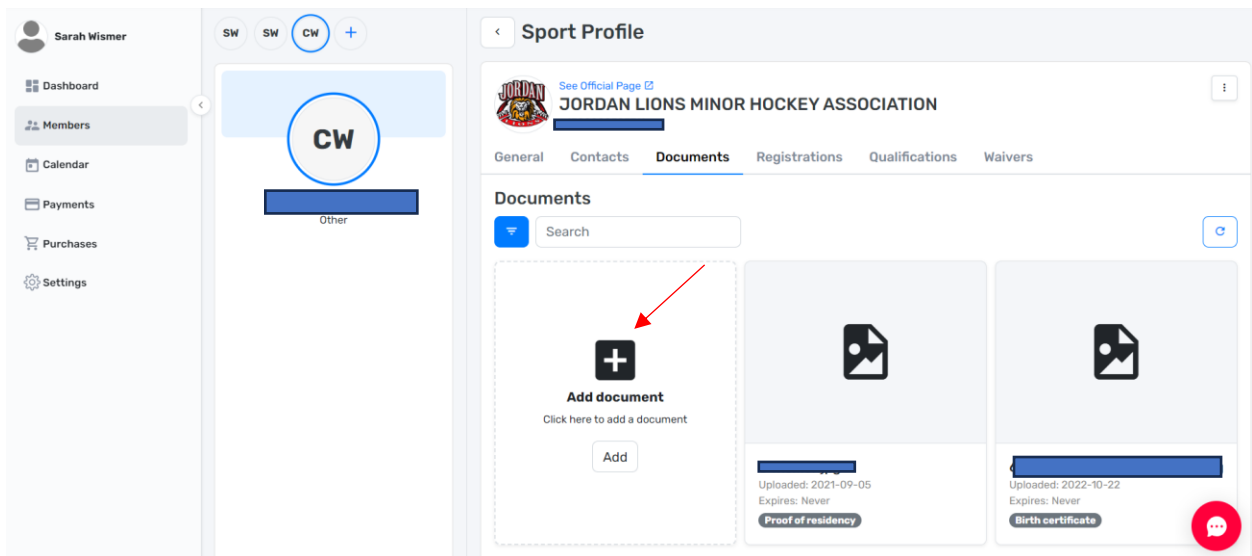 Sarah Wismer
Dashboard
Members
Calendar
Payments
Purchases
Settings
SW SW CW +
CW
Other
Sport Profile
JORDAN
See Official Page
JORDAN LIONS MINOR HOCKEY ASSOCIATION
General Contacts Documents Registrations Qualifications Waivers
Documents
Search
Add document
Click here to add a document
Add
Uploaded: 2021-09-05
Expires: Never
Proof of residency
Uploaded: 2022-10-22
Expires: Never
Birth certificate